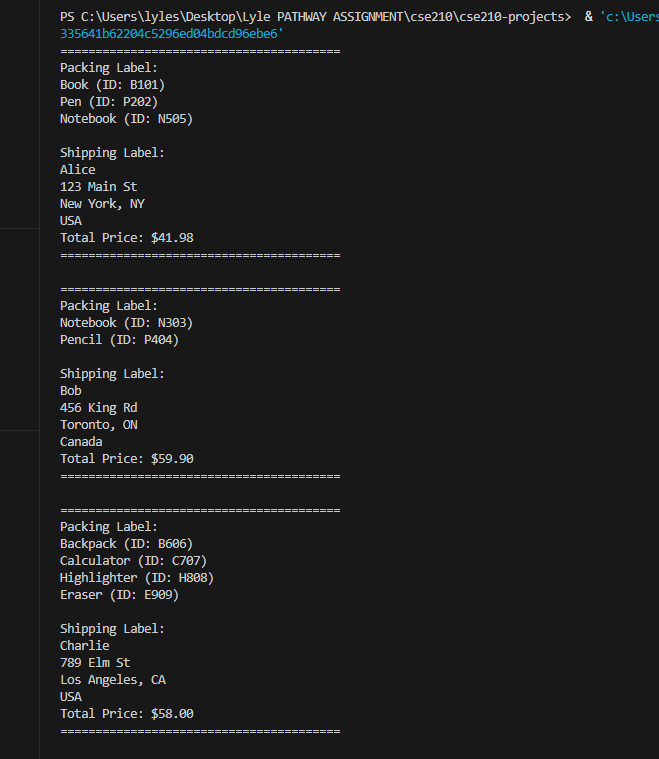 PS C:\Users\lyles\Desktop\Lyle PATHWAY ASSIGNMENT\cse210\cse210-projects>  & 'c:\Users
335641b62204c5296ed04bdcd96ebe6'
========================================
Packing Label:
Book (ID: B101)
Pen (ID: P202)
Notebook (ID: N505)

Shipping Label:
Alice
123 Main St
New York, NY
USA
Total Price: $41.98
========================================

========================================
Packing Label:
Notebook (ID: N303)
Pencil (ID: P404)

Shipping Label:
Bob
456 King Rd
Toronto, ON
Canada
Total Price: $59.90
========================================

========================================
Packing Label:
Backpack (ID: B606)
Calculator (ID: C707)
Highlighter (ID: H808)
Eraser (ID: E909)

Shipping Label:
Charlie
789 Elm St
Los Angeles, CA
USA
Total Price: $58.00
========================================